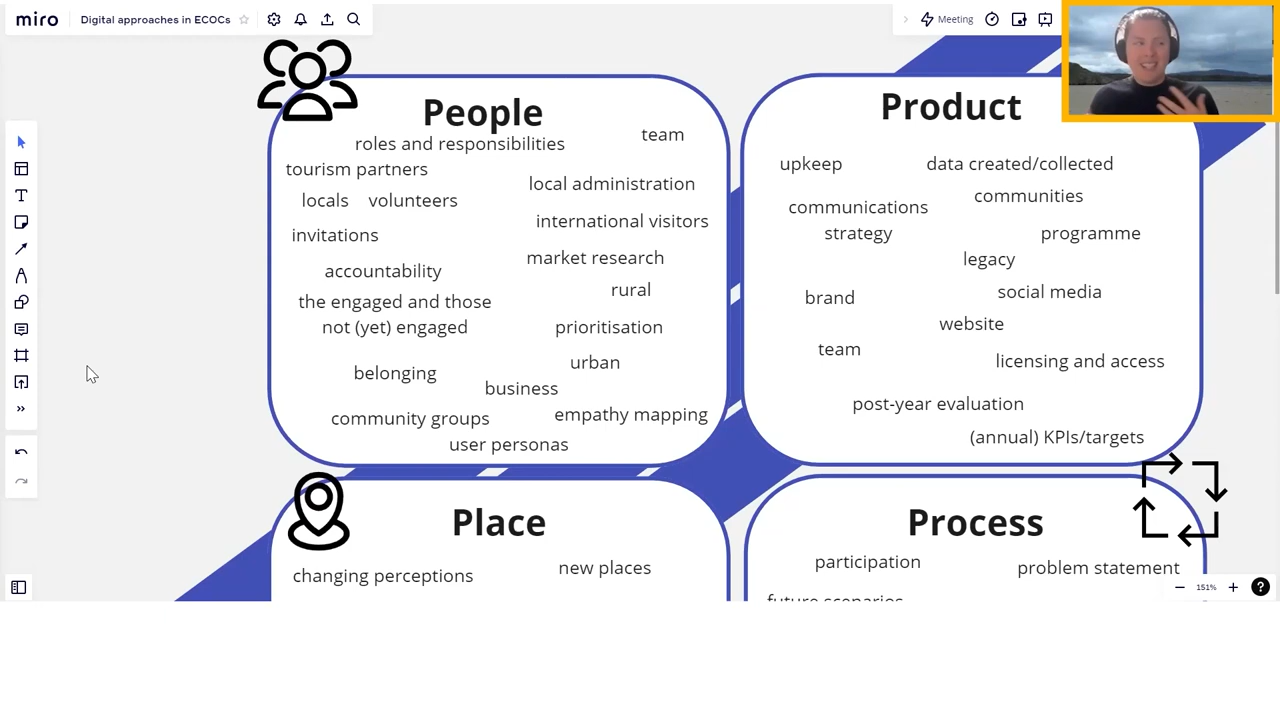 miro
Digital approaches in ECOCs
Meeting
People
roles and responsibilities
team
tourism partners
local administration
locals
volunteers
international visitors
invitations
market research
accountability
rural
the engaged and those
not (yet) engaged
prioritisation
urban
belonging
business
community groups
empathy mapping
user personas
Product
upkeep
data created/collected
communities
communications
strategy
programme
legacy
social media
brand
website
team
licensing and access
post-year evaluation
(annual) KPIs/targets
Place
changing perceptions
new places
Process
participation
problem statement
future scenarios
151%